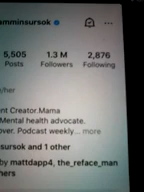 amminsursok
5,505 1.3 M 2,876
Posts Followers Following
/her
nt Creator.Mama
Mental health advocate.
over. Podcast weekly... more
sursok and 1 other
by mattdapp4, the_reface_man
hers